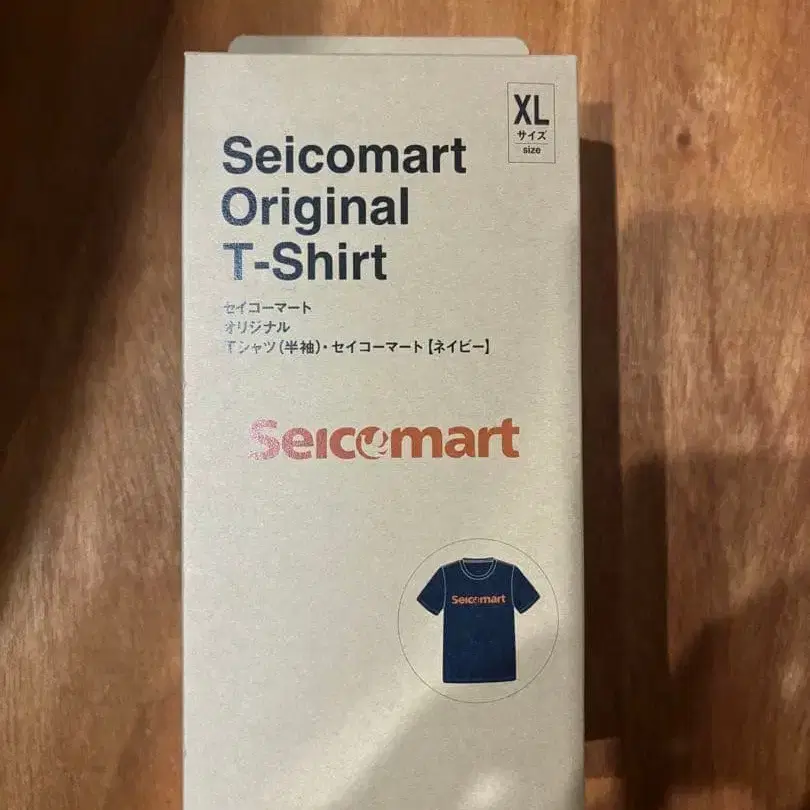 XL
サイズ
size
Seicomart
Original
T-Shirt
セイコーマート
オリジナル
Tシャツ(半袖)・セイコーマート【ネイビー】
Seicomart
Seicomart